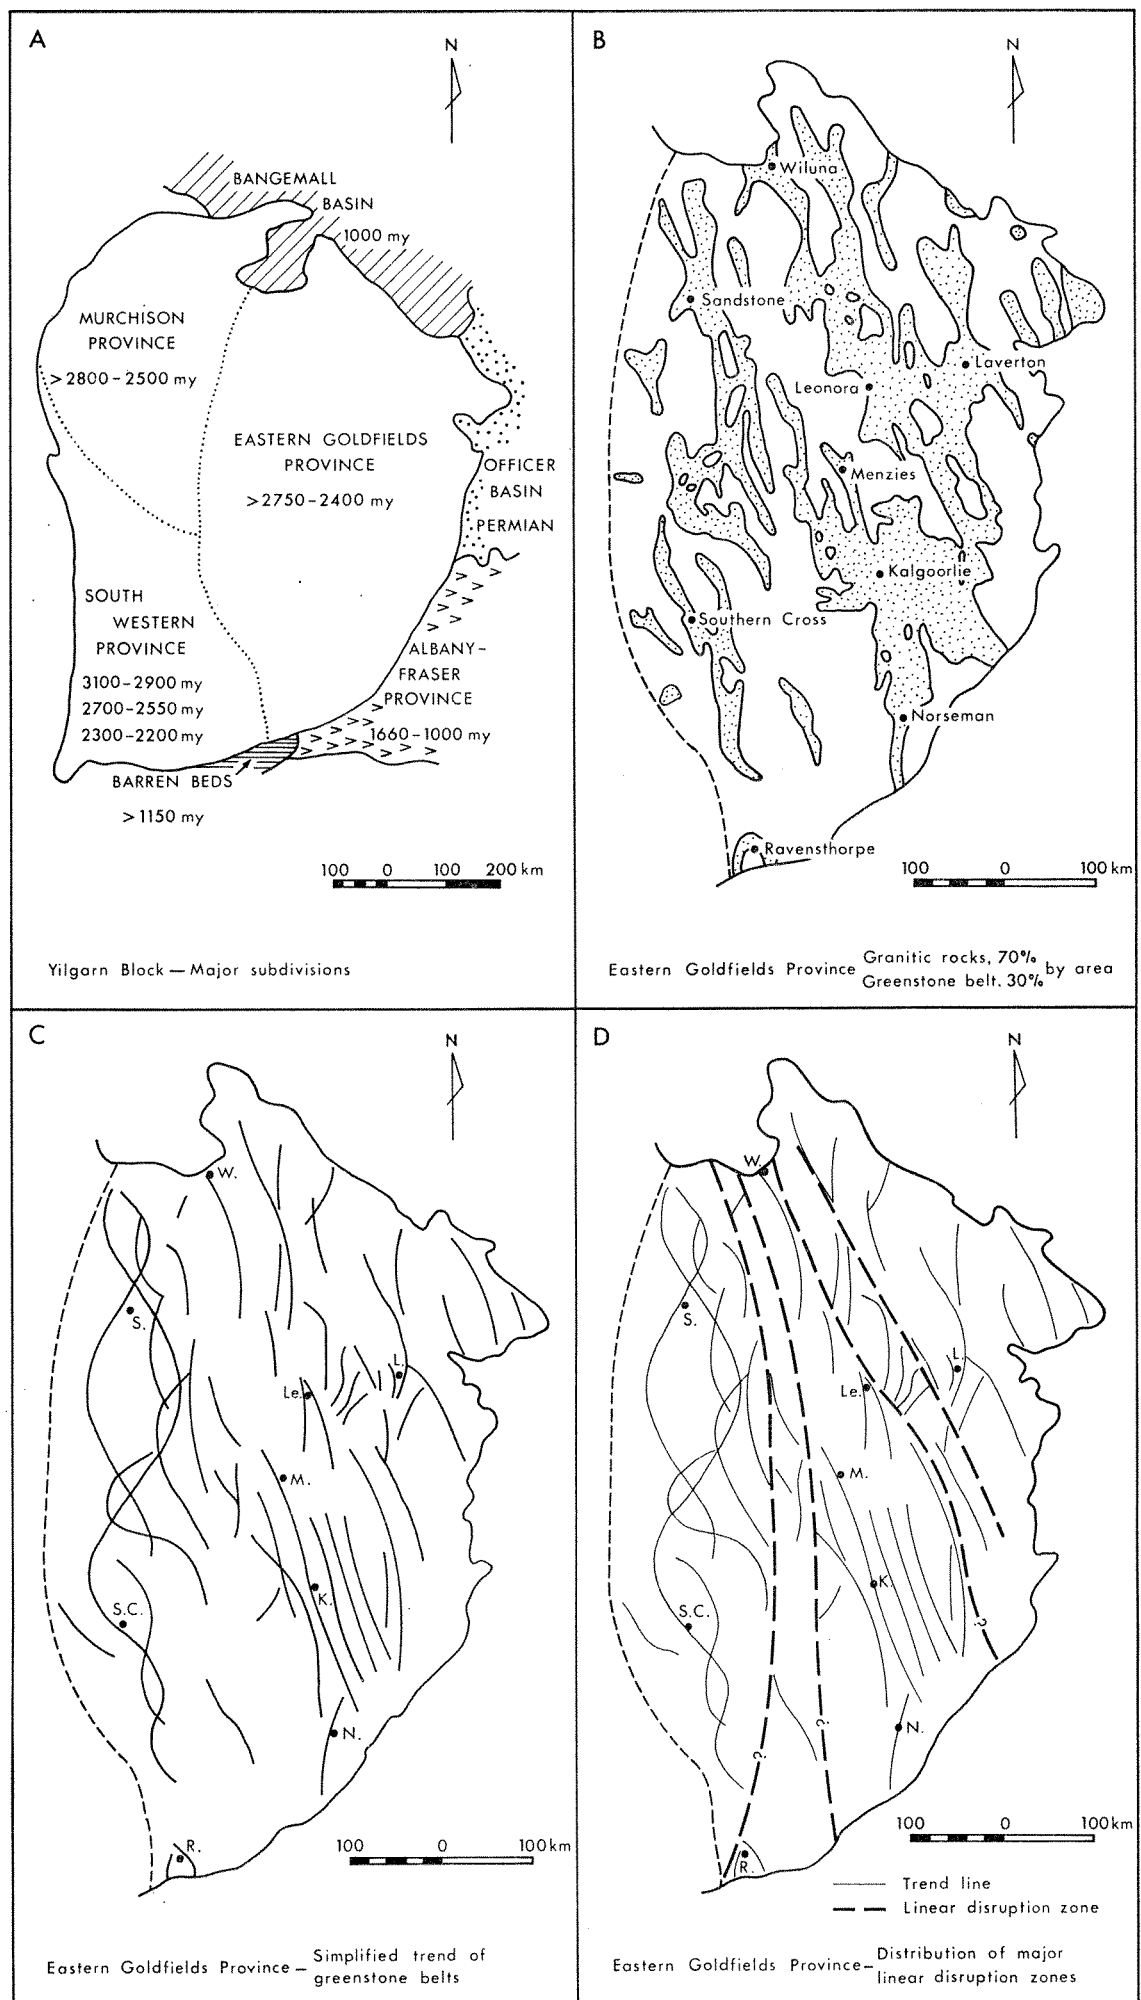 A
N
BANGEMALL
BASIN
1000 my
MURCHISON
PROVINCE
>2800-2500 my
EASTERN GOLDFIELDS
PROVINCE
>2750-2400 my
OFFICER
BASIN
PERMIAN
SOUTH
WESTERN
PROVINCE
3100-2900 my
2700-2550 my
2300-2200 my
ALBANY-
FRASER
PROVINCE
1660-1000 my
BARREN BEDS
>1150 my
100 0 100 200 km
Yilgarn Block — Major subdivisions
B
N
Wiluna
Sandstone
Laverton
Leonora
Menzies
Kalgoorlie
Southern Cross
Norseman
Ravensthorpe
100 0 100 km
Eastern Goldfields Province Granitic rocks, 70% by area
Greenstone belt. 30%
C
N
W.
S.
L.
Le.
M.
K.
S.C.
N.
R.
100 0 100 km
Eastern Goldfields Province — Simplified trend of
greenstone belts
D
N
W.
S.
L.
Le.
M.
K.
S.C.
?
N.
?
?
R.
100 0 100 km
Trend line
Linear disruption zone
Eastern Goldfields Province — Distribution of major
linear disruption zones